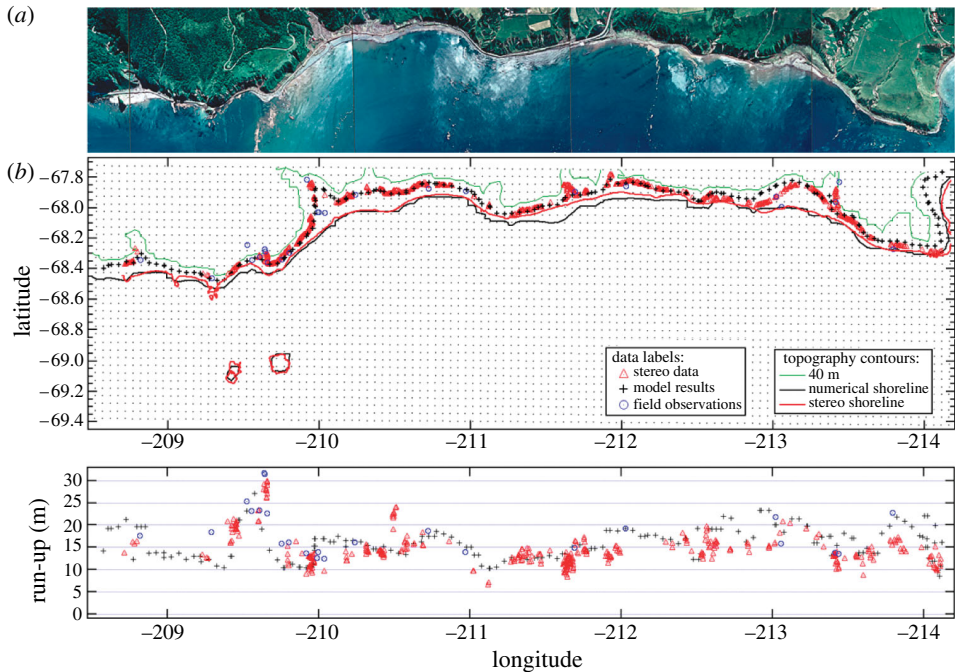 (a)
(b)
−67.8
−68.0
−68.2
−68.4
−68.6
−68.8
−69.0
−69.2
−69.4
latitude
data labels:
stereo data
model results
field observations
topography contours:
40 m
numerical shoreline
stereo shoreline
−209 −210 −211 −212 −213 −214
30
25
20
15
10
5
0
run-up (m)
−209 −210 −211 −212 −213 −214
longitude